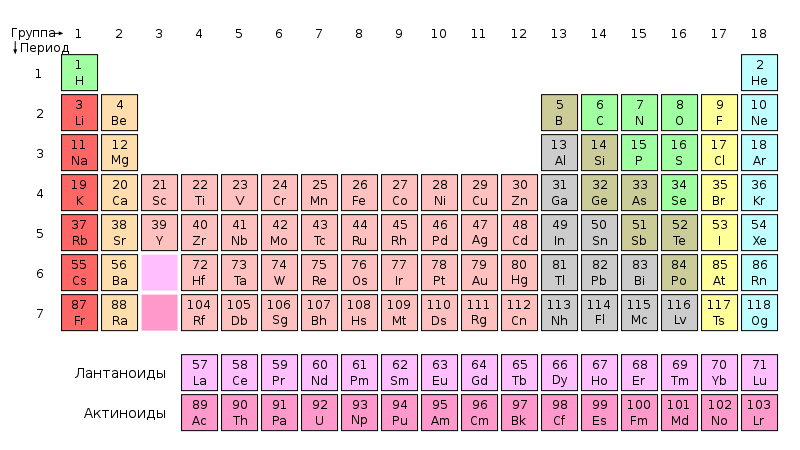 Группа 1 2 3 4 5 6 7 8 9 10 11 12 13 14 15 16 17 18
Период
1 1 2
H He
2 3 4 5 6 7 8 9 10
Li Be B C N O F Ne
3 11 12 13 14 15 16 17 18
Na Mg Al Si P S Cl Ar
4 19 20 21 22 23 24 25 26 27 28 29 30 31 32 33 34 35 36
K Ca Sc Ti V Cr Mn Fe Co Ni Cu Zn Ga Ge As Se Br Kr
5 37 38 39 40 41 42 43 44 45 46 47 48 49 50 51 52 53 54
Rb Sr Y Zr Nb Mo Tc Ru Rh Pd Ag Cd In Sn Sb Te I Xe
6 55 56 72 73 74 75 76 77 78 79 80 81 82 83 84 85 86
Cs Ba Hf Ta W Re Os Ir Pt Au Hg Tl Pb Bi Po At Rn
7 87 88 104 105 106 107 108 109 110 111 112 113 114 115 116 117 118
Fr Ra Rf Db Sg Bh Hs Mt Ds Rg Cn Nh Fl Mc Lv Ts Og
Лантаноиды 57 58 59 60 61 62 63 64 65 66 67 68 69 70 71
La Ce Pr Nd Pm Sm Eu Gd Tb Dy Ho Er Tm Yb Lu
Актиноиды 89 90 91 92 93 94 95 96 97 98 99 100 101 102 103
Ac Th Pa U Np Pu Am Cm Bk Cf Es Fm Md No Lr